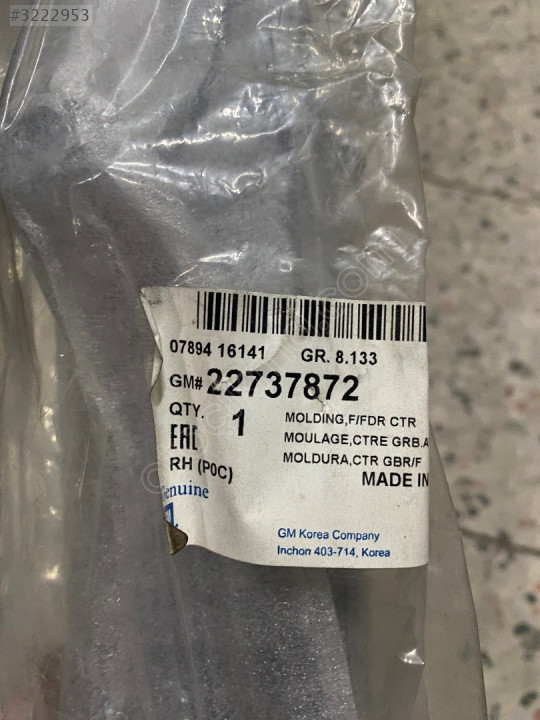 #3222953
07894 16141 GR. 8.133
GM# 22737872
QTY. 1 MOLDING,F/FDR CTR
EAC MOULAGE,CTRE GRB.A
MOLDURA,CTR GBR/F
RH (P0C) MADE IN
Genuine
GM Korea Company
Inchon 403-714, Korea